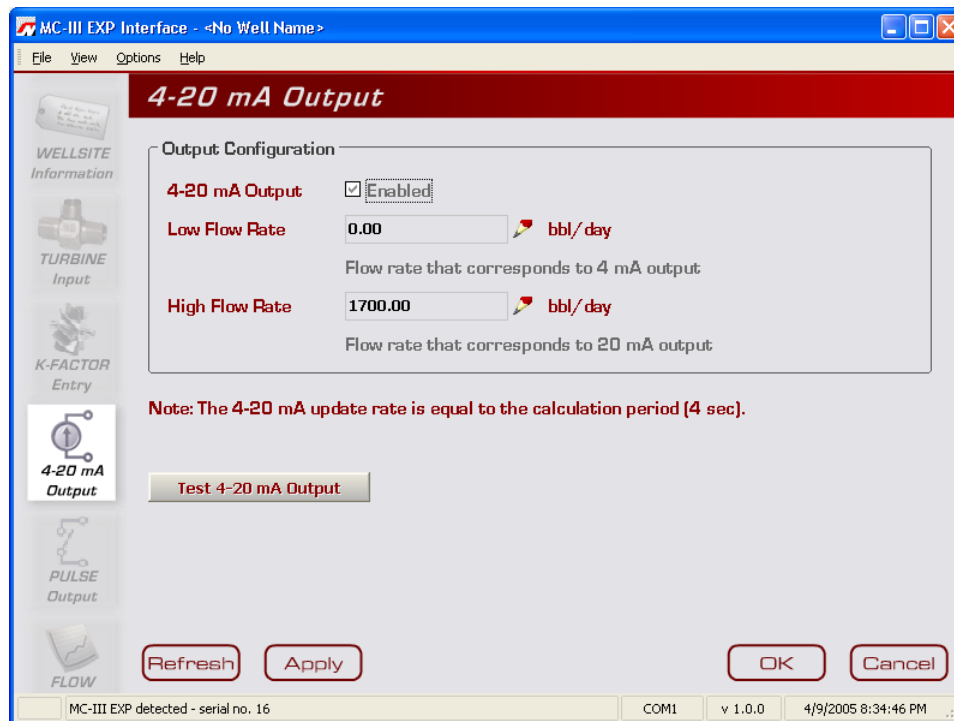 MC-III EXP Interface - <No Well Name>
File View Options Help
4-20 mA Output
WELLSITE
Information
TURBINE
Input
K-FACTOR
Entry
4-20 mA
Output
PULSE
Output
FLOW
Output Configuration
4-20 mA Output Enabled
Low Flow Rate 0.00 bbl/day
Flow rate that corresponds to 4 mA output
High Flow Rate 1700.00 bbl/day
Flow rate that corresponds to 20 mA output
Note: The 4-20 mA update rate is equal to the calculation period (4 sec).
Test 4-20 mA Output
Refresh Apply OK Cancel
MC-III EXP detected - serial no. 16 COM1 v 1.0.0 4/9/2005 8:34:46 PM